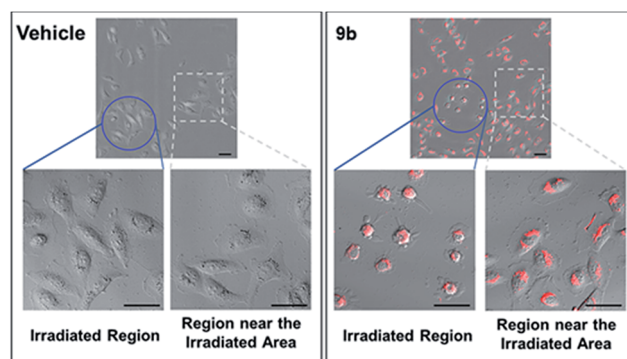 Vehicle
Irradiated Region
Region near the
Irradiated Area
9b
Irradiated Region
Region near the
Irradiated Area